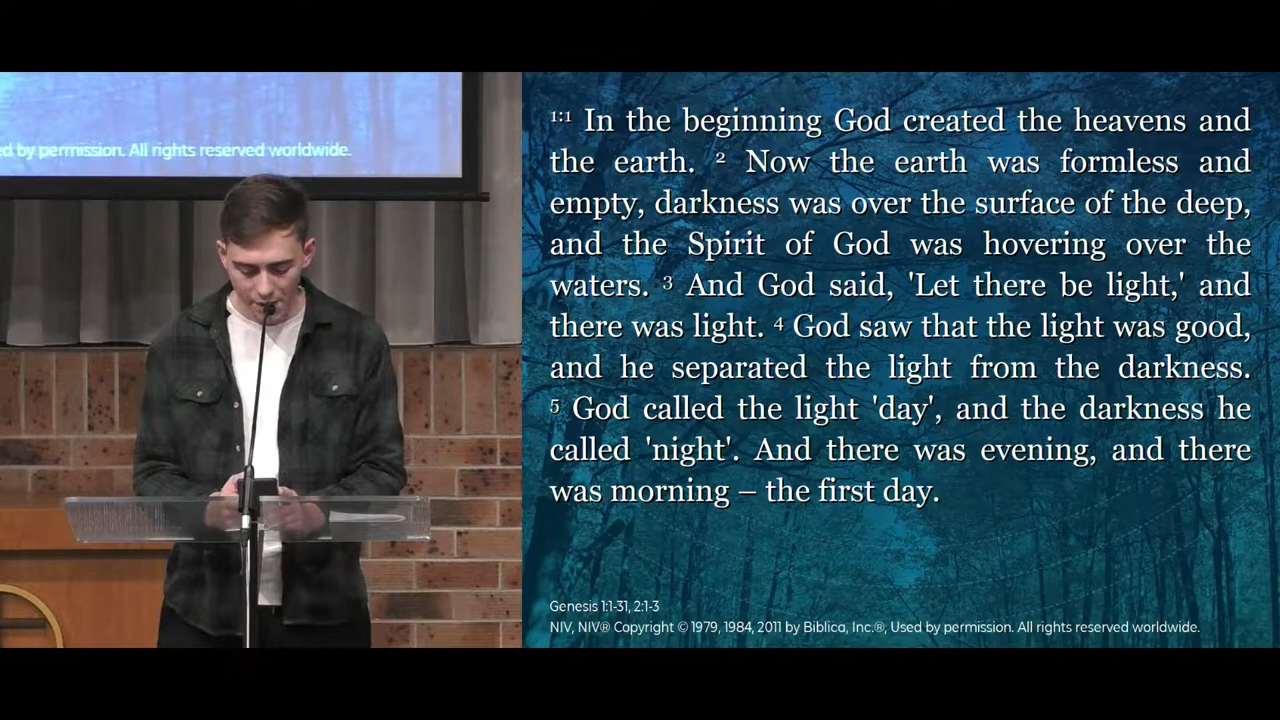 ed by permission. All rights reserved worldwide.
1:1 In the beginning God created the heavens and
the earth. 2 Now the earth was formless and
empty, darkness was over the surface of the deep,
and the Spirit of God was hovering over the
waters. 3 And God said, 'Let there be light,' and
there was light. 4 God saw that the light was good,
and he separated the light from the darkness.
5 God called the light 'day', and the darkness he
called 'night'. And there was evening, and there
was morning – the first day.
Genesis 1:1-31, 2:1-3
NIV, NIV® Copyright © 1979, 1984, 2011 by Biblica, Inc.®, Used by permission. All rights reserved worldwide.